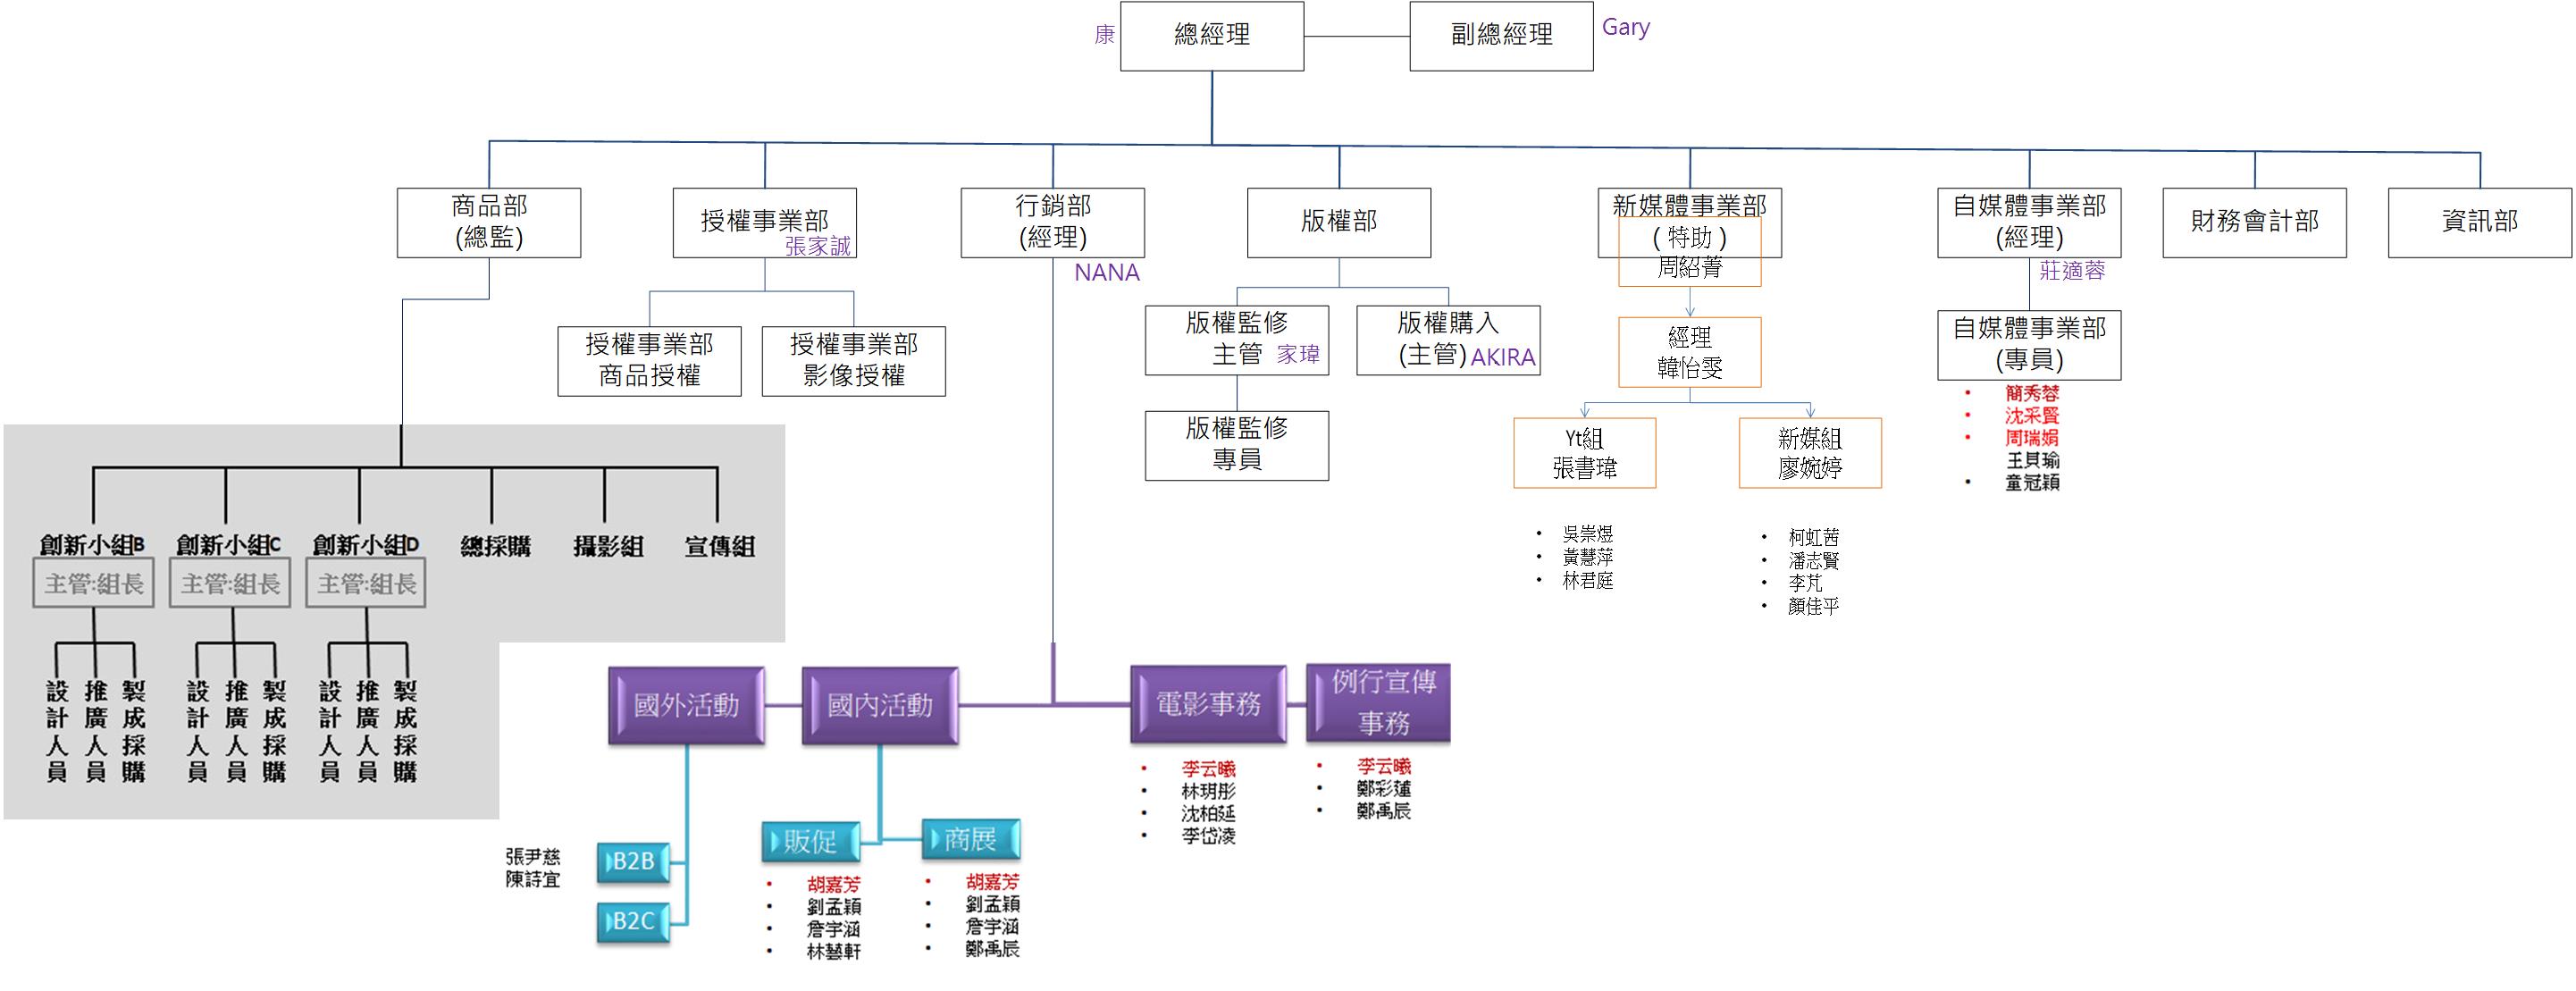 康
總經理
副總經理
Gary
商品部
(總監)
授權事業部
張家誠
行銷部
(經理)
NANA
版權部
新媒體事業部
( 特助 )
周紹菁
自媒體事業部
(經理)
莊適蓉
財務會計部
資訊部
授權事業部
商品授權
授權事業部
影像授權
版權監修
主管 家瑋
版權購入
(主管) AKIRA
版權監修
專員
經理
韓怡雯
Yt組
張書瑋
新媒組
廖婉婷
• 吳崇煜
• 黃慧萍
• 林君庭
• 柯虹茜
• 潘志賢
• 李芃
• 顏佳平
自媒體事業部
(專員)
• 沈采賢
• 周瑞娟
王貝瑜
• 童冠穎
創新小組B
創新小組C
創新小組D
總採購
攝影組
宣傳組
主管:組長
主管:組長
主管:組長
設計人員
推廣人員
製成採購
設計人員
推廣人員
製成採購
設計人員
推廣人員
製成採購
國外活動
國內活動
電影事務
例行宣傳
事務
張尹慈
陳詩宜
B2B
B2C
販促
商展
• 胡嘉芳
• 劉孟穎
• 詹宇涵
• 林藝軒
• 胡嘉芳
• 劉孟穎
• 詹宇涵
• 鄭禹辰
• 李云曦
• 林玥彤
• 沈柏延
• 李岱凌
• 李云曦
• 鄭彩蓮
• 鄭禹辰